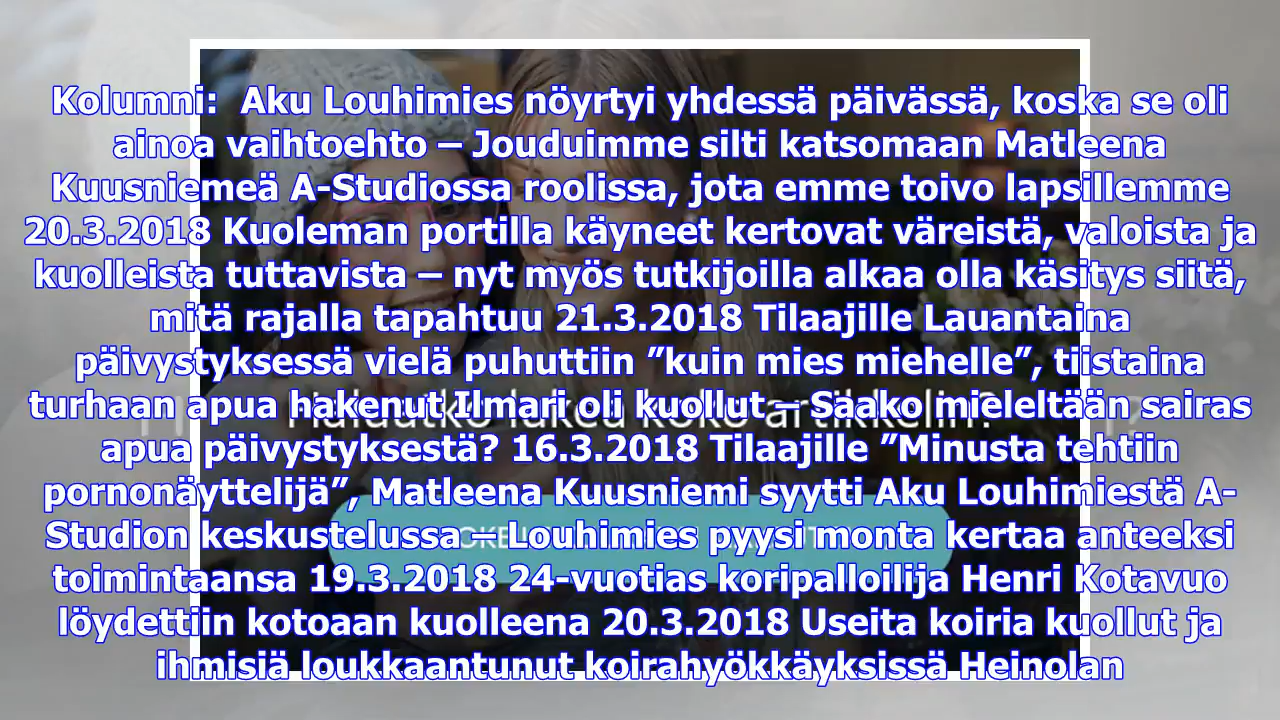 Kolumni: Aku Louhimies nöyrtyi yhdessä päivässä, koska se oli
ainoa vaihtoehto – Jouduimme silti katsomaan Matleena
Kuusniemeä A-Studiossa roolissa, jota emme toivo lapsillemme
20.3.2018 Kuoleman portilla käyneet kertovat väreistä, valoista ja
kuolleista tuttavista – nyt myös tutkijoilla alkaa olla käsitys siitä,
mitä rajalla tapahtuu 21.3.2018 Tilaajille Lauantaina
päivystyksessä vielä puhuttiin ”kuin mies miehelle”, tiistaina
turhaan apua hakenut Ilmari oli kuollut – Saako mieleltään sairas
Haluatko lukea koko artikkelin?
apua päivystyksestä? 16.3.2018 Tilaajille ”Minusta tehtiin
pornonäyttelijä”, Matleena Kuusniemi syytti Aku Louhimiestä A-
Studion keskustelussa – Louhimies pyysi monta kertaa anteeksi
toimintaansa 19.3.2018 24-vuotias koripalloilija Henri Kotavuo
löydettiin kotoaan kuolleena 20.3.2018 Useita koiria kuollut ja
ihmisiä loukkaantunut koirahyökkäyksissä Heinolan